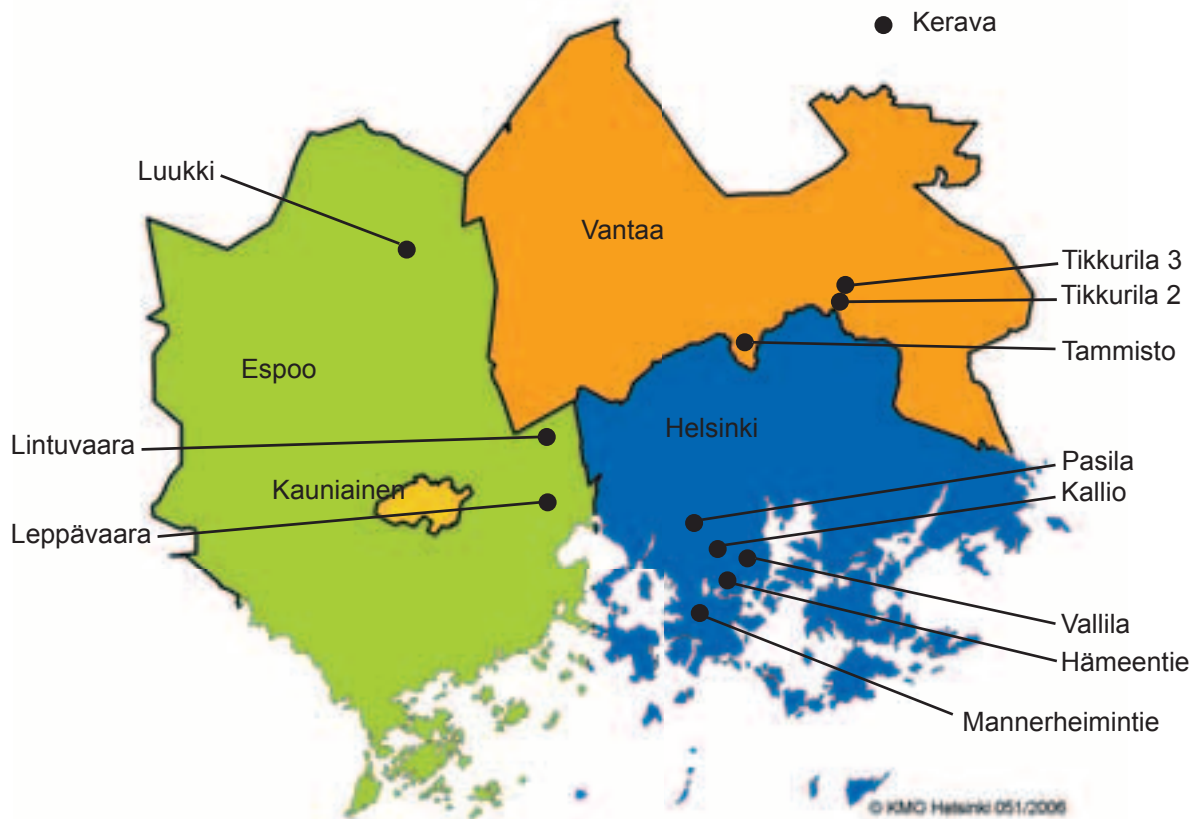 Kerava
Luukki
Vantaa
Tikkurila 3
Tikkurila 2
Tammisto
Espoo
Helsinki
Lintuvaara
Pasila
Kallio
Kauniainen
Leppävaara
Vallila
Hämeentie
Mannerheimintie
© KMO Helsinki 051/2006